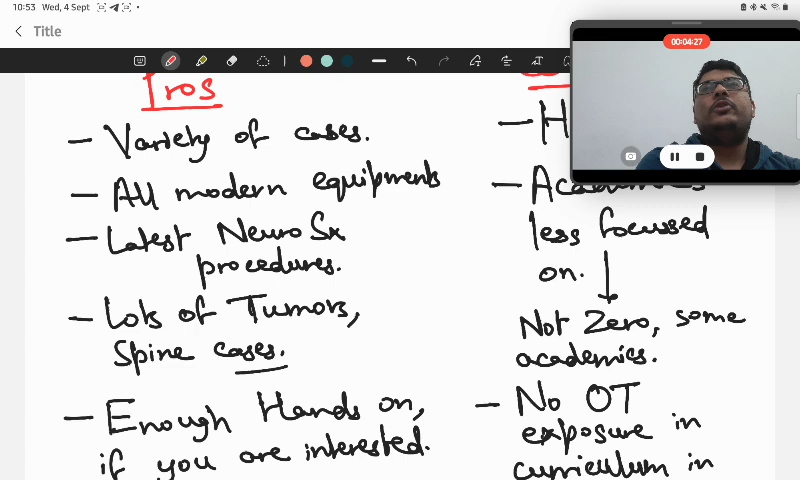 10:53 Wed, 4 Sept
Title
00:04:27
Pros
— Variety of cases.
— All modern equipments
— Latest NeuroSx
procedures.
— Lots of Tumors,
Spine cases.
— Enough Hands on,
if you are interested.
— H
— Academics
less focussed
on.
Not Zero, some
academics.
— No OT
exposure in
curriculum in